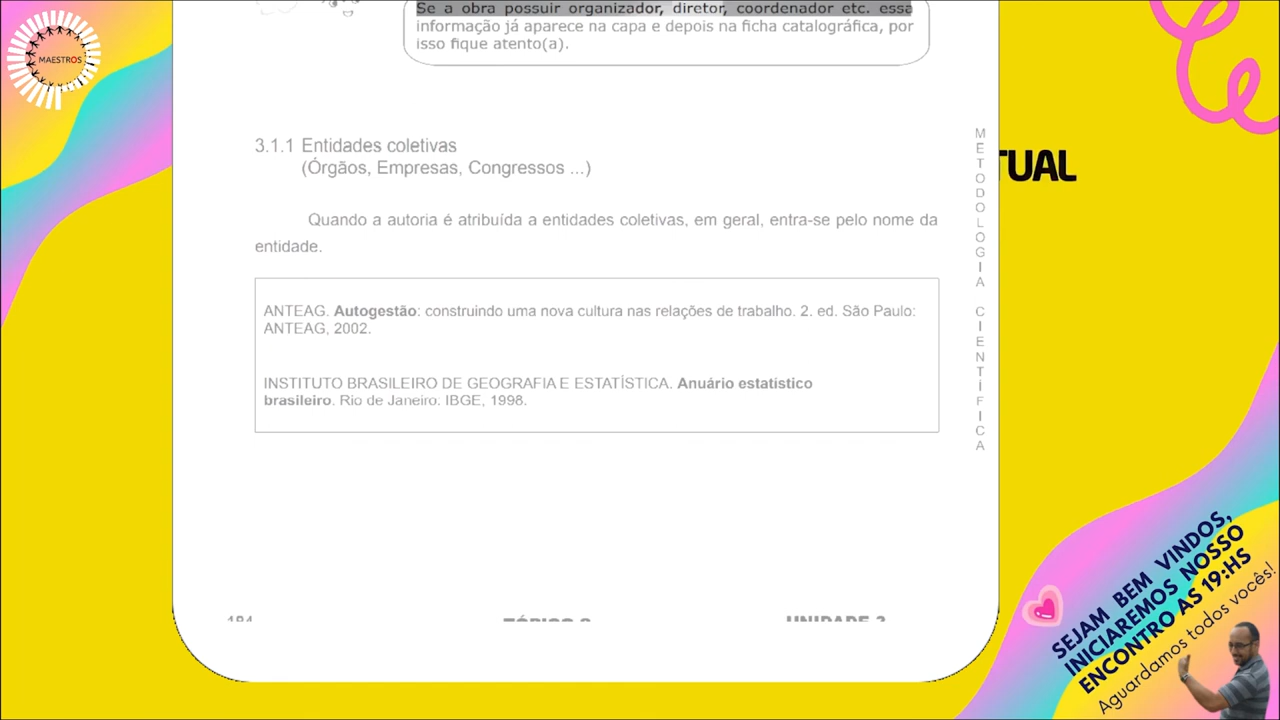 MAESTROS
Se a obra possuir organizador, diretor, coordenador etc. essa
informação já aparece na capa e depois na ficha catalográfica, por
isso fique atento(a).
3.1.1 Entidades coletivas
(Órgãos, Empresas, Congressos ...)
Quando a autoria é atribuída a entidades coletivas, em geral, entra-se pelo nome da
entidade.
ANTEAG. Autogestão: construindo uma nova cultura nas relações de trabalho. 2. ed. São Paulo:
ANTEAG, 2002.
INSTITUTO BRASILEIRO DE GEOGRAFIA E ESTATÍSTICA. Anuário estatístico
brasileiro. Rio de Janeiro: IBGE, 1998.
METODOLOGIA CIENTÍFICA
TUAL
SEJAM BEM VINDOS,
INICIAREMOS NOSSO
ENCONTRO AS 19:HS
Aguardamos todos vocês!